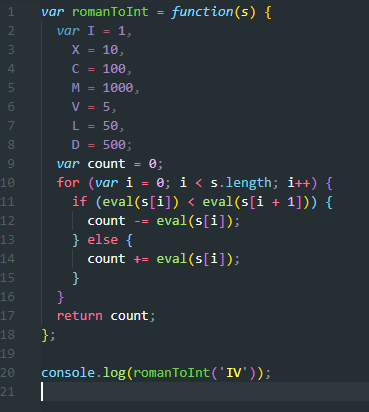 1 var romanToInt = function(s) {
2 var I = 1,
3 X = 10,
4 C = 100,
5 M = 1000,
6 V = 5,
7 L = 50,
8 D = 500;
9 var count = 0;
10 for (var i = 0; i < s.length; i++) {
11 if (eval(s[i]) < eval(s[i + 1])) {
12 count -= eval(s[i]);
13 } else {
14 count += eval(s[i]);
15 }
16 }
17 return count;
18 };
19
20 console.log(romanToInt('IV'));
21